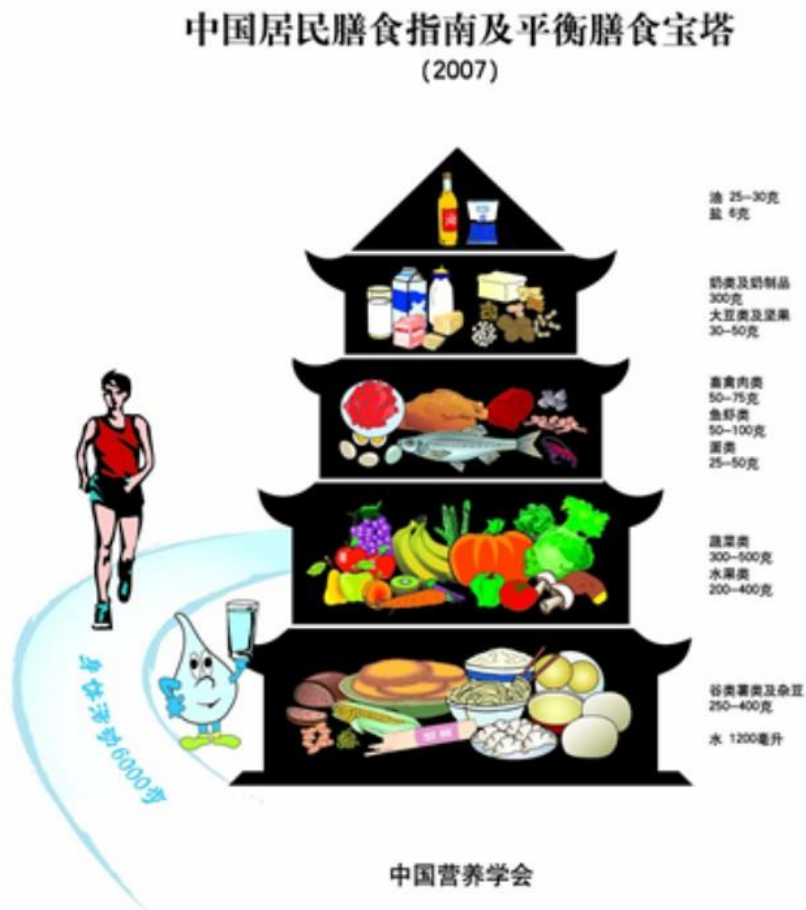 中国居民膳食指南及平衡膳食宝塔
(2007)
油 25-30克
盐 6克
奶类及奶制品
300克
大豆类及坚果
30-50克
畜禽肉类
50-75克
鱼虾类
50-100克
蛋类
25-50克
蔬菜类
300-500克
水果类
200-400克
谷类薯类及杂豆
250-400克
水 1200毫升
身体活动6000步
油
中国营养学会